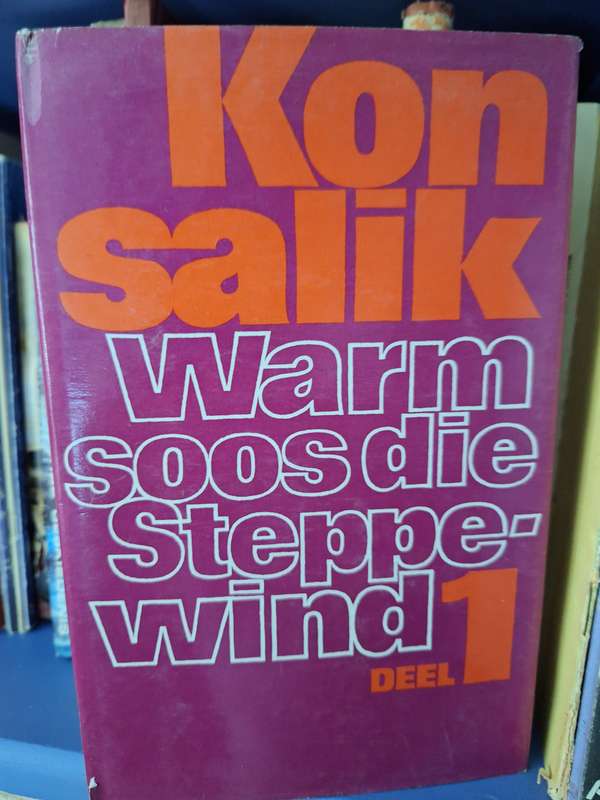 Kon
salik
Warm
soos die
Steppe-
wind
DEEL 1